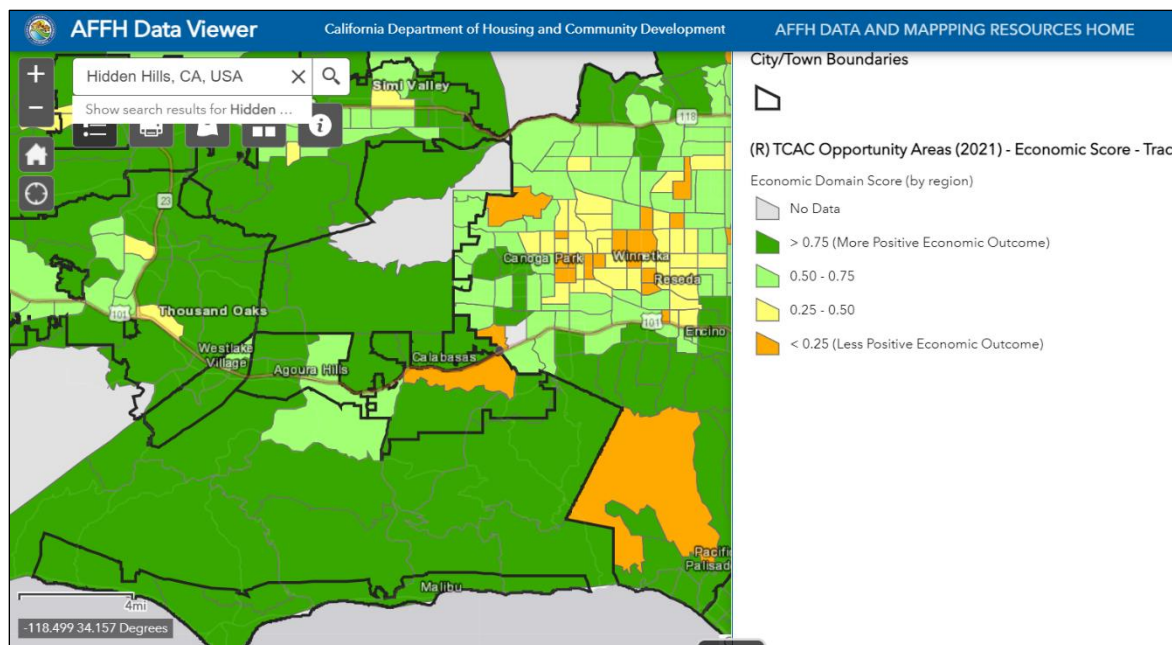 AFFH Data Viewer
California Department of Housing and Community Development
AFFH DATA AND MAPPPING RESOURCES HOME
Hidden Hills, CA, USA
Show search results for Hidden ...
Simi Valley
118
23
Canoga Park
Winnetka
Reseda
101
Thousand Oaks
101
Encino
Westlake
Village
Calabasas
Agoura Hills
Pacific
Palisad
Malibu
4mi
-118.499 34.157 Degrees
City/Town Boundaries
(R) TCAC Opportunity Areas (2021) - Economic Score - Trac
Economic Domain Score (by region)
No Data
> 0.75 (More Positive Economic Outcome)
0.50 - 0.75
0.25 - 0.50
< 0.25 (Less Positive Economic Outcome)